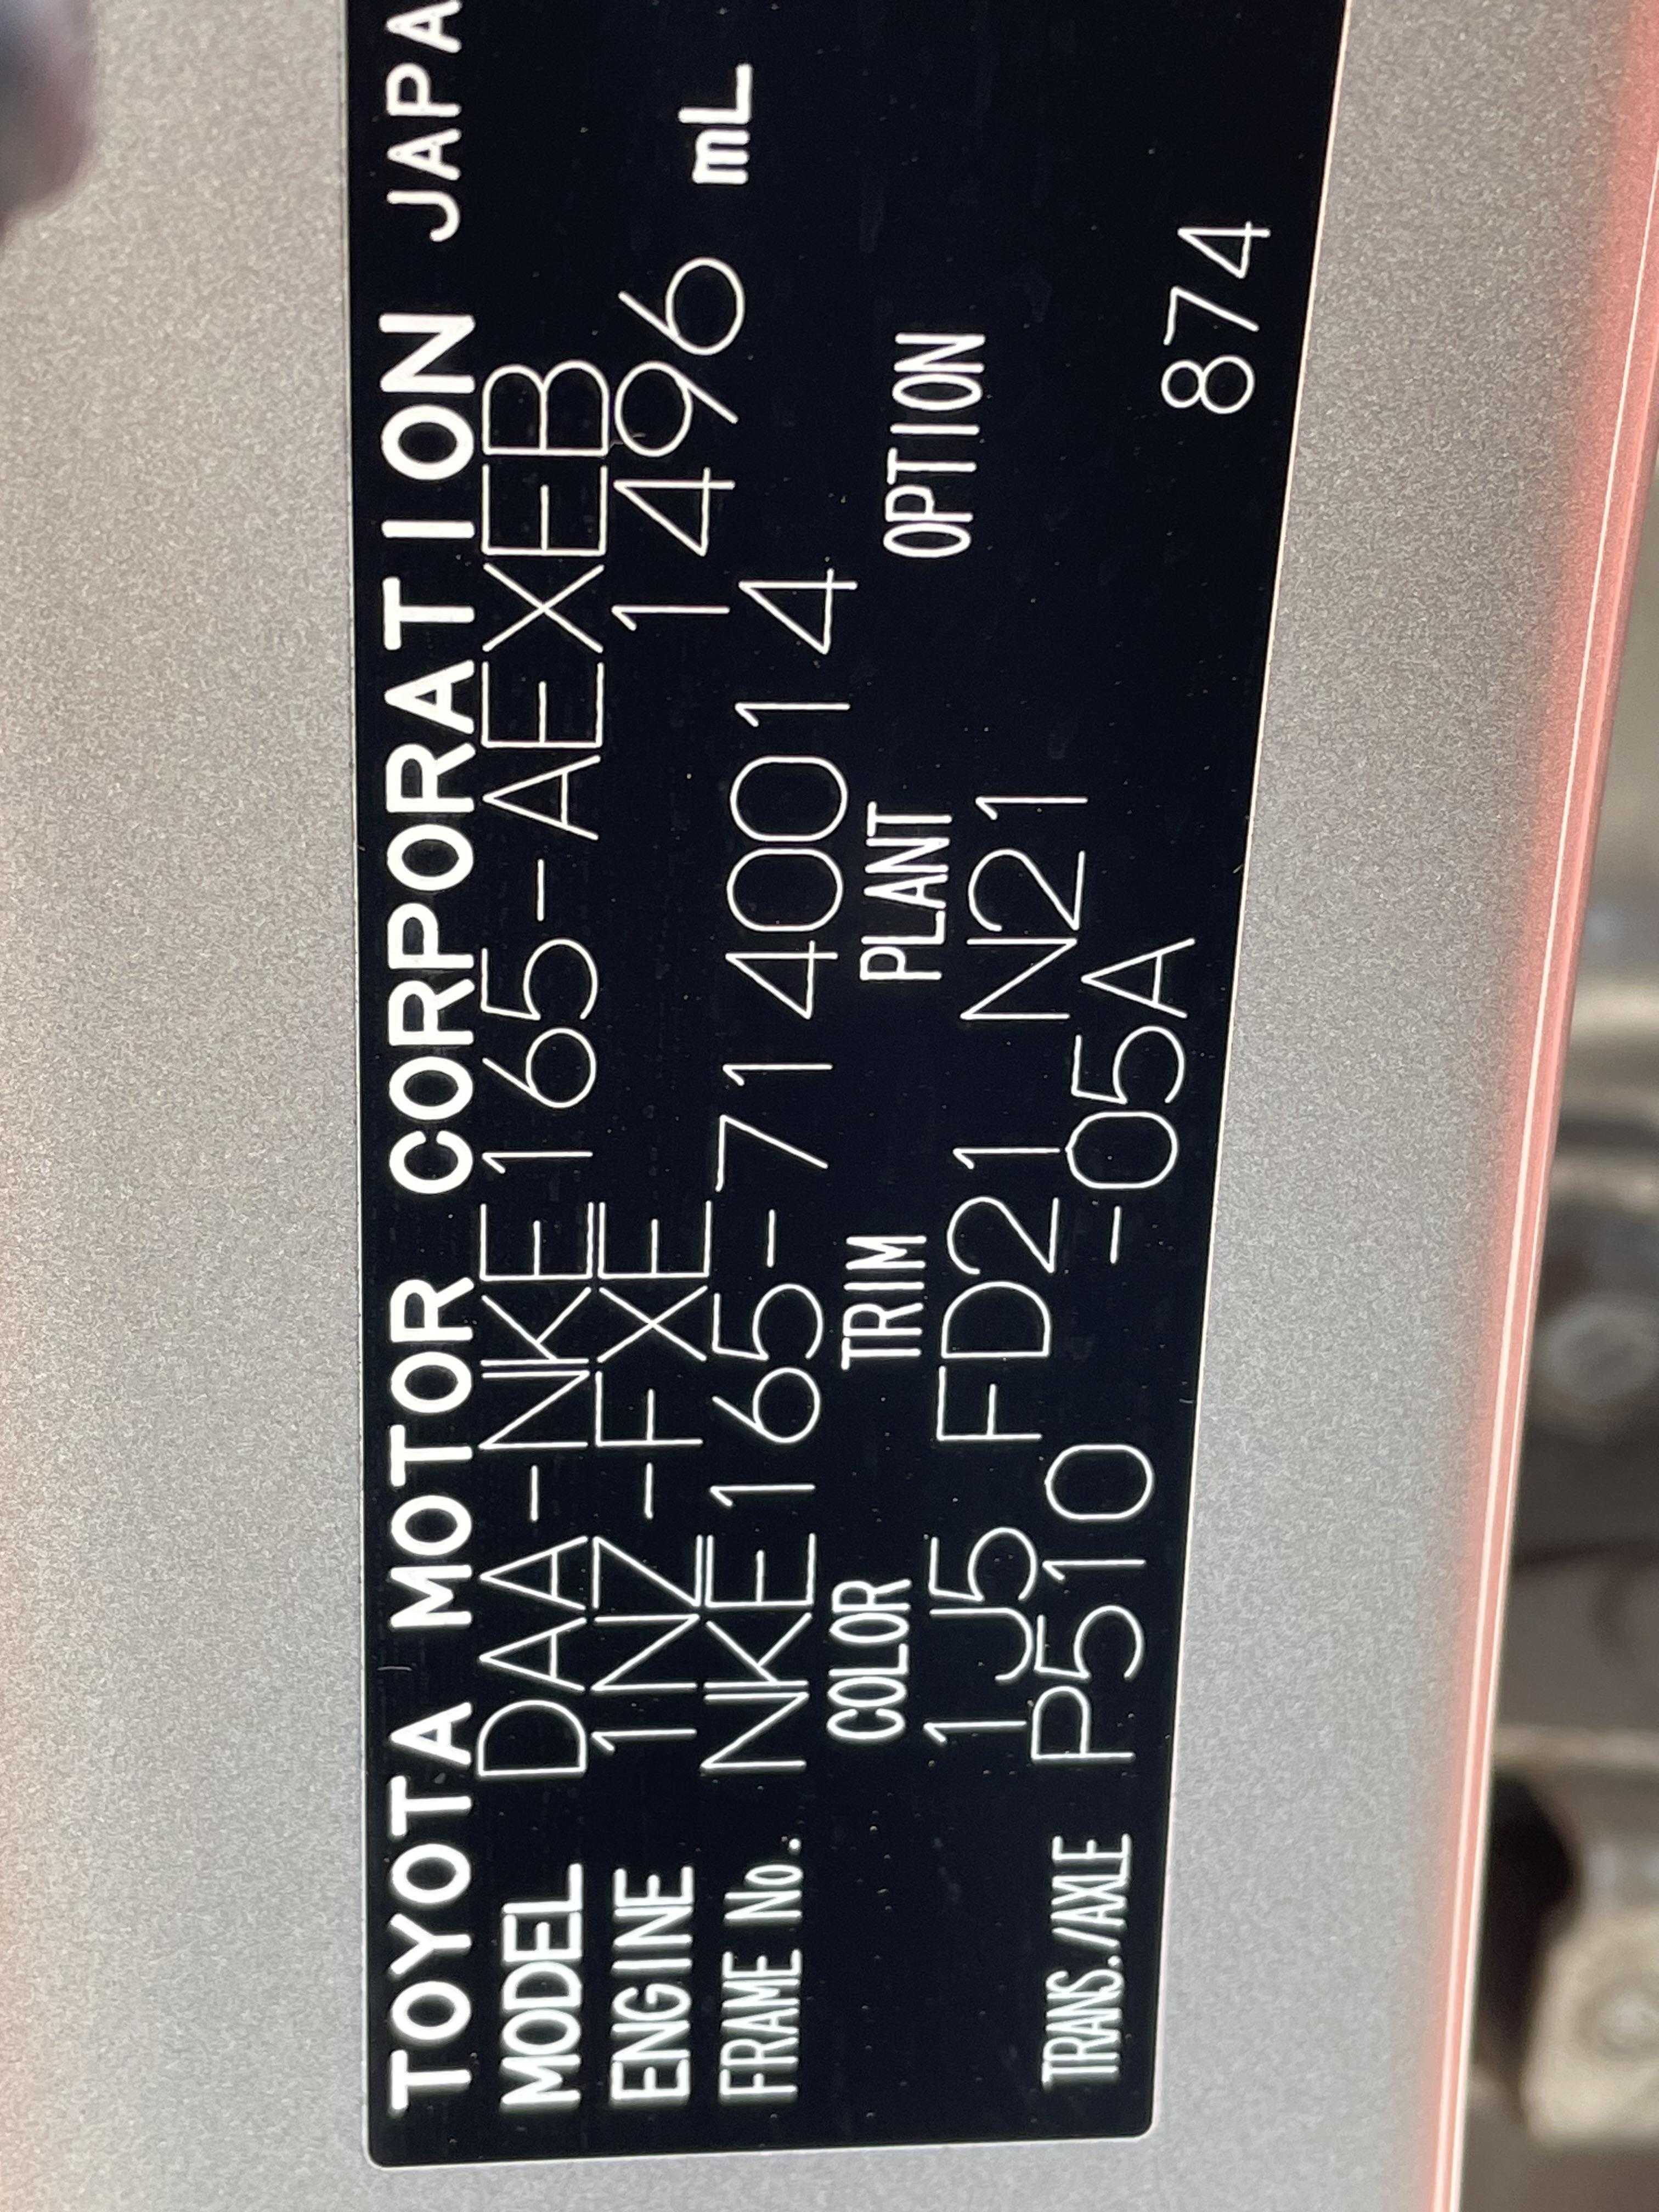 TOYOTA MOTOR CORPORATION JAPA
MODEL DAA-NKE165-AEXEB
ENGINE 1NZ-FXE 1496 mL
FRAME No. NKE165-7140014
COLOR TRIM PLANT OPTION
1J5 FD21 N21
TRANS./AXLE P510 -05A 874